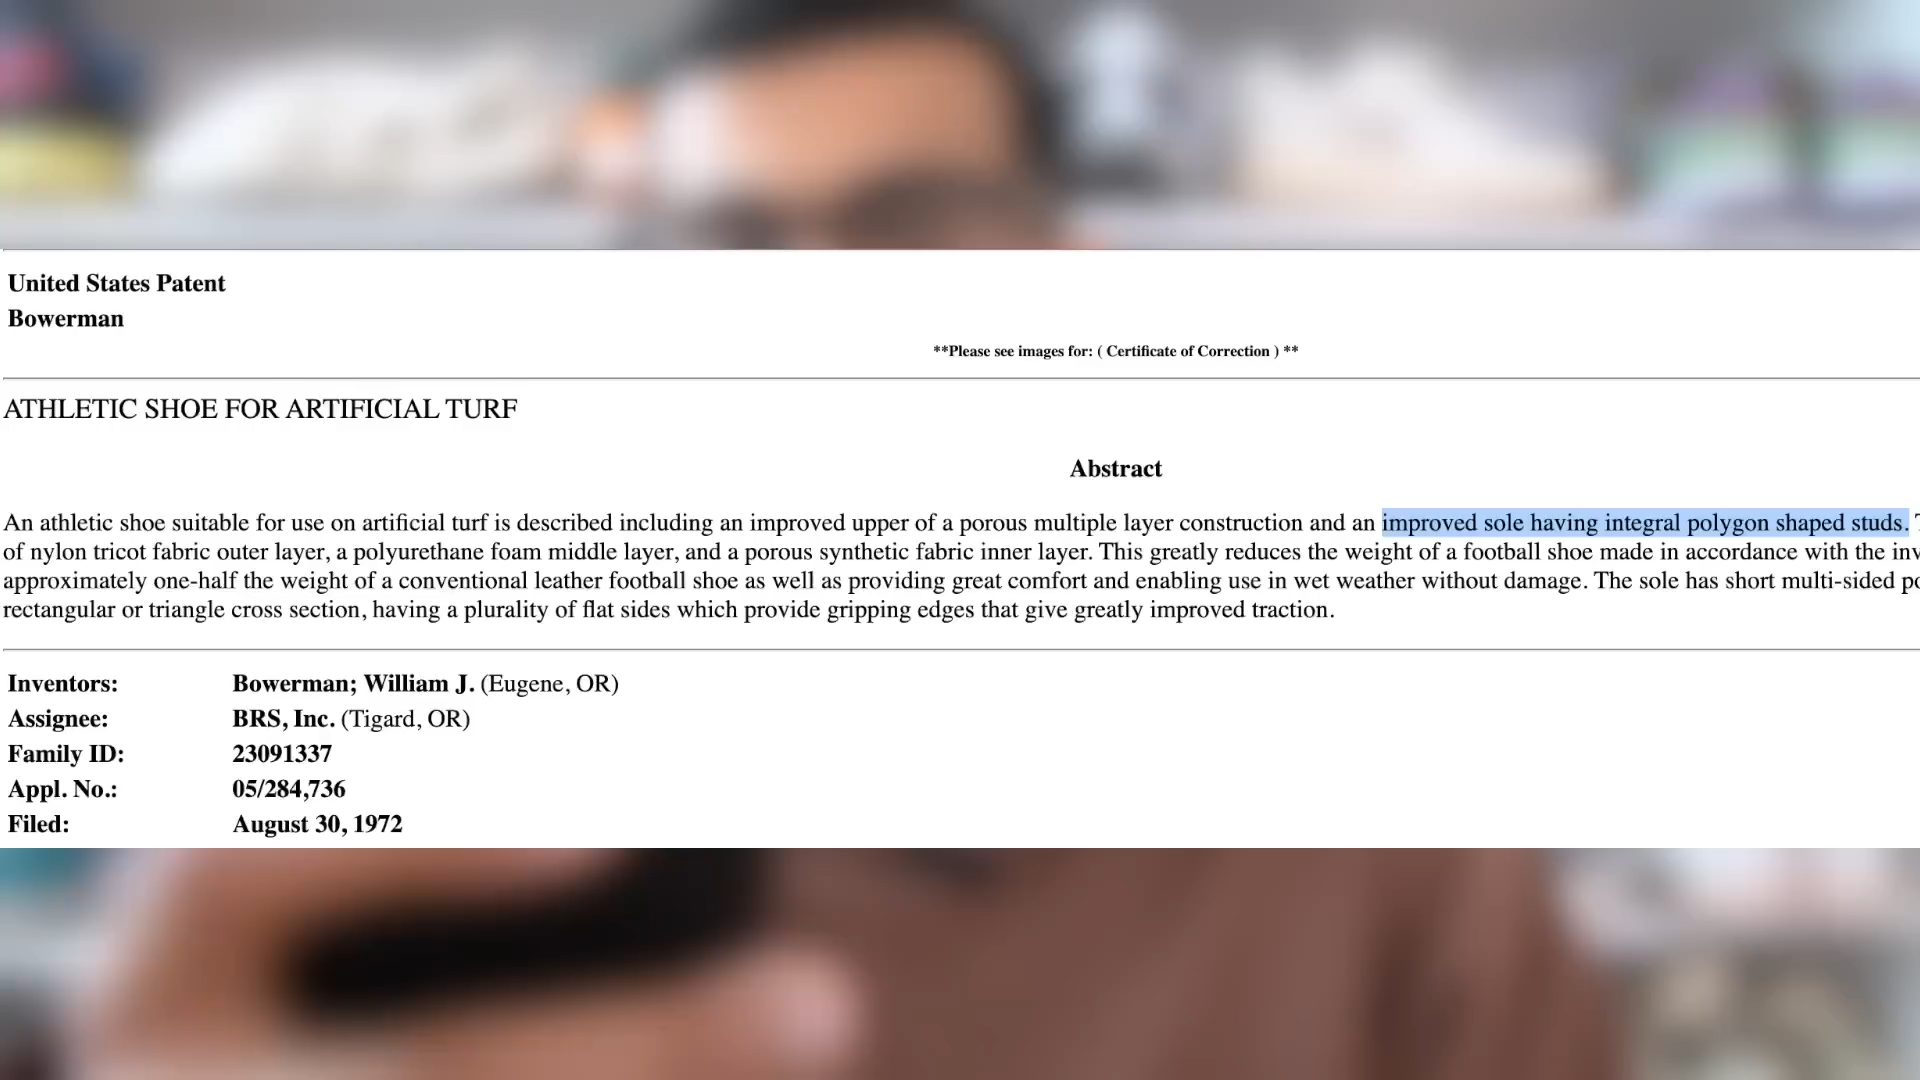 United States Patent
Bowerman
**Please see images for: ( Certificate of Correction ) **
ATHLETIC SHOE FOR ARTIFICIAL TURF
Abstract
An athletic shoe suitable for use on artificial turf is described including an improved upper of a porous multiple layer construction and an improved sole having integral polygon shaped studs.
of nylon tricot fabric outer layer, a polyurethane foam middle layer, and a porous synthetic fabric inner layer. This greatly reduces the weight of a football shoe made in accordance with the
approximately one-half the weight of a conventional leather football shoe as well as providing great comfort and enabling use in wet weather without damage. The sole has short multi-sided
rectangular or triangle cross section, having a plurality of flat sides which provide gripping edges that give greatly improved traction.
Inventors: Bowerman; William J. (Eugene, OR)
Assignee: BRS, Inc. (Tigard, OR)
Family ID: 23091337
Appl. No.: 05/284,736
Filed: August 30, 1972